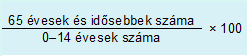 65 évesek és idősebbek száma
0–14 évesek száma
× 100